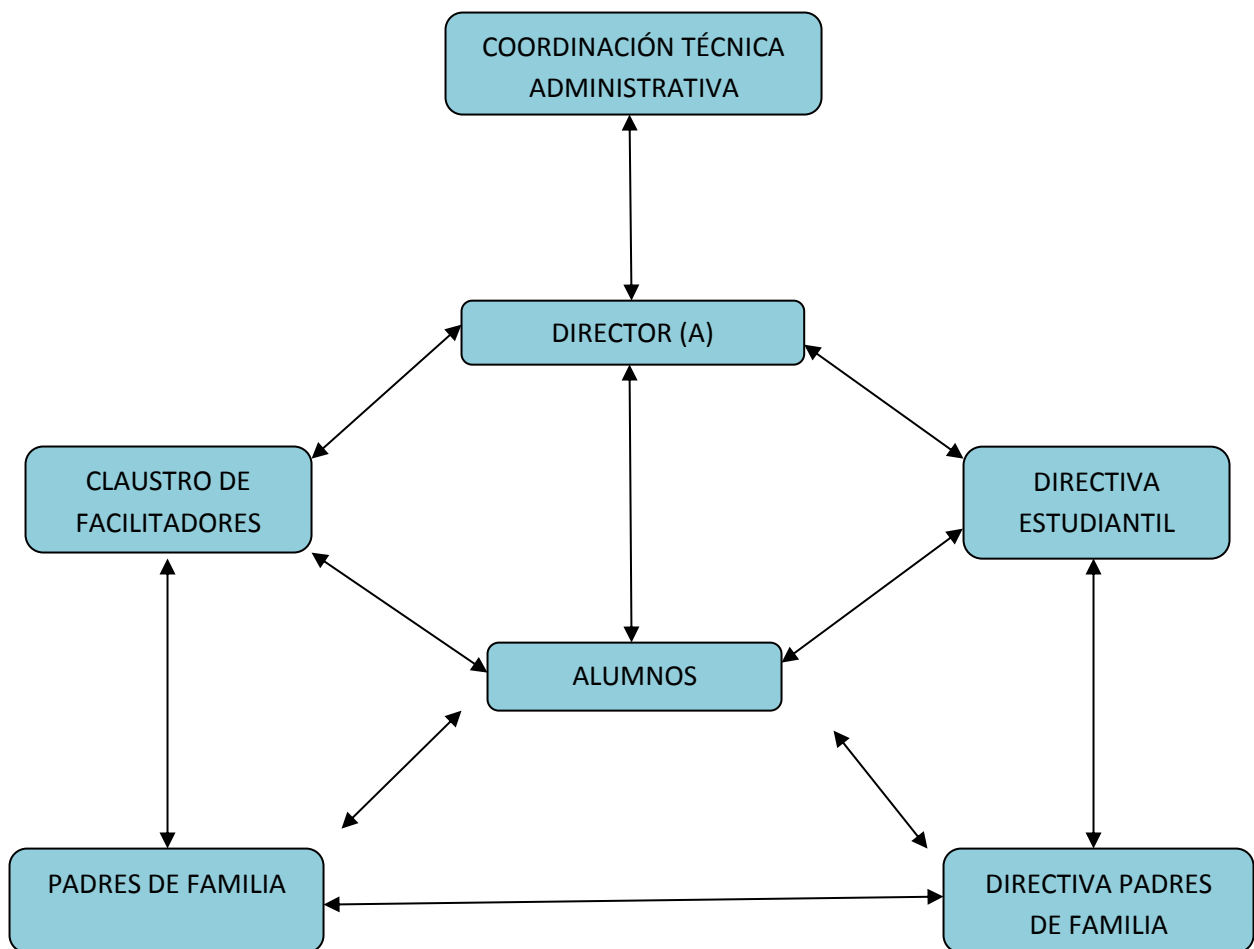 COORDINACIÓN TÉCNICA
ADMINISTRATIVA
DIRECTOR (A)
CLAUSTRO DE
FACILITADORES
DIRECTIVA
ESTUDIANTIL
ALUMNOS
PADRES DE FAMILIA
DIRECTIVA PADRES
DE FAMILIA